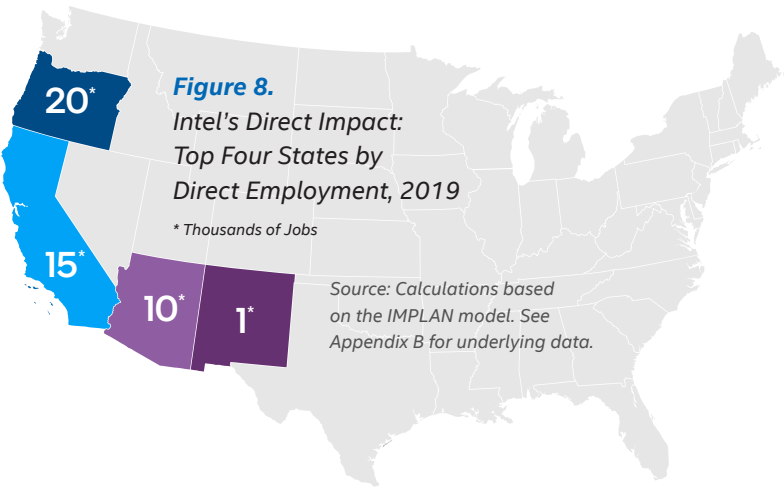 20*
Figure 8.
Intel's Direct Impact:
Top Four States by
Direct Employment, 2019
* Thousands of Jobs
15*
10*
1*
Source: Calculations based
on the IMPLAN model. See
Appendix B for underlying data.